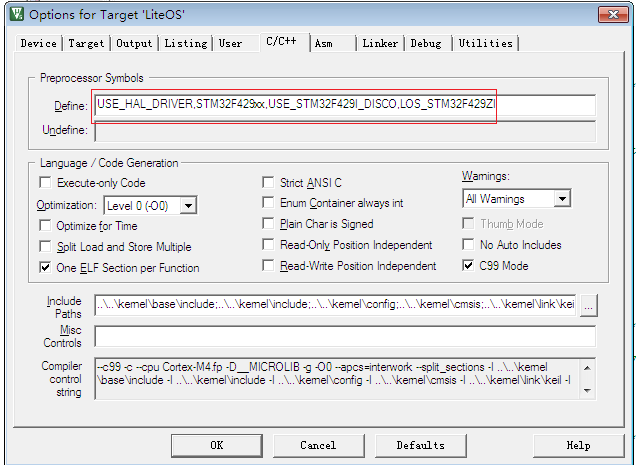 Options for Target 'LiteOS'
Device Target Output Listing User C/C++ Asm Linker Debug Utilities
Preprocessor Symbols
Define: USE_HAL_DRIVER,STM32F429xx,USE_STM32F429I_DISCO,LOS_STM32F429ZI
Undefine:
Language / Code Generation
Execute-only Code
Strict ANSI C
Warnings:
Optimization: Level 0 (-O0)
Enum Container always int
All Warnings
Optimize for Time
Plain Char is Signed
Thumb Mode
Split Load and Store Multiple
Read-Only Position Independent
No Auto Includes
One ELF Section per Function
Read-Write Position Independent
C99 Mode
Include Paths
..\..\kernel\base\include;..\..\kernel\include;..\..\kernel\config;..\..\kernel\cmsis;..\..\kernel\link\kei
...
Misc Controls
Compiler control string
--c99 -c --cpu Cortex-M4.fp -D__MICROLIB -g -O0 --apcs=interwork --split_sections -I ..\..\kernel
\base\include -I ..\..\kernel\include -I ..\..\kernel\config -I ..\..\kernel\cmsis -I ..\..\kernel\link\keil -I
OK Cancel Defaults Help